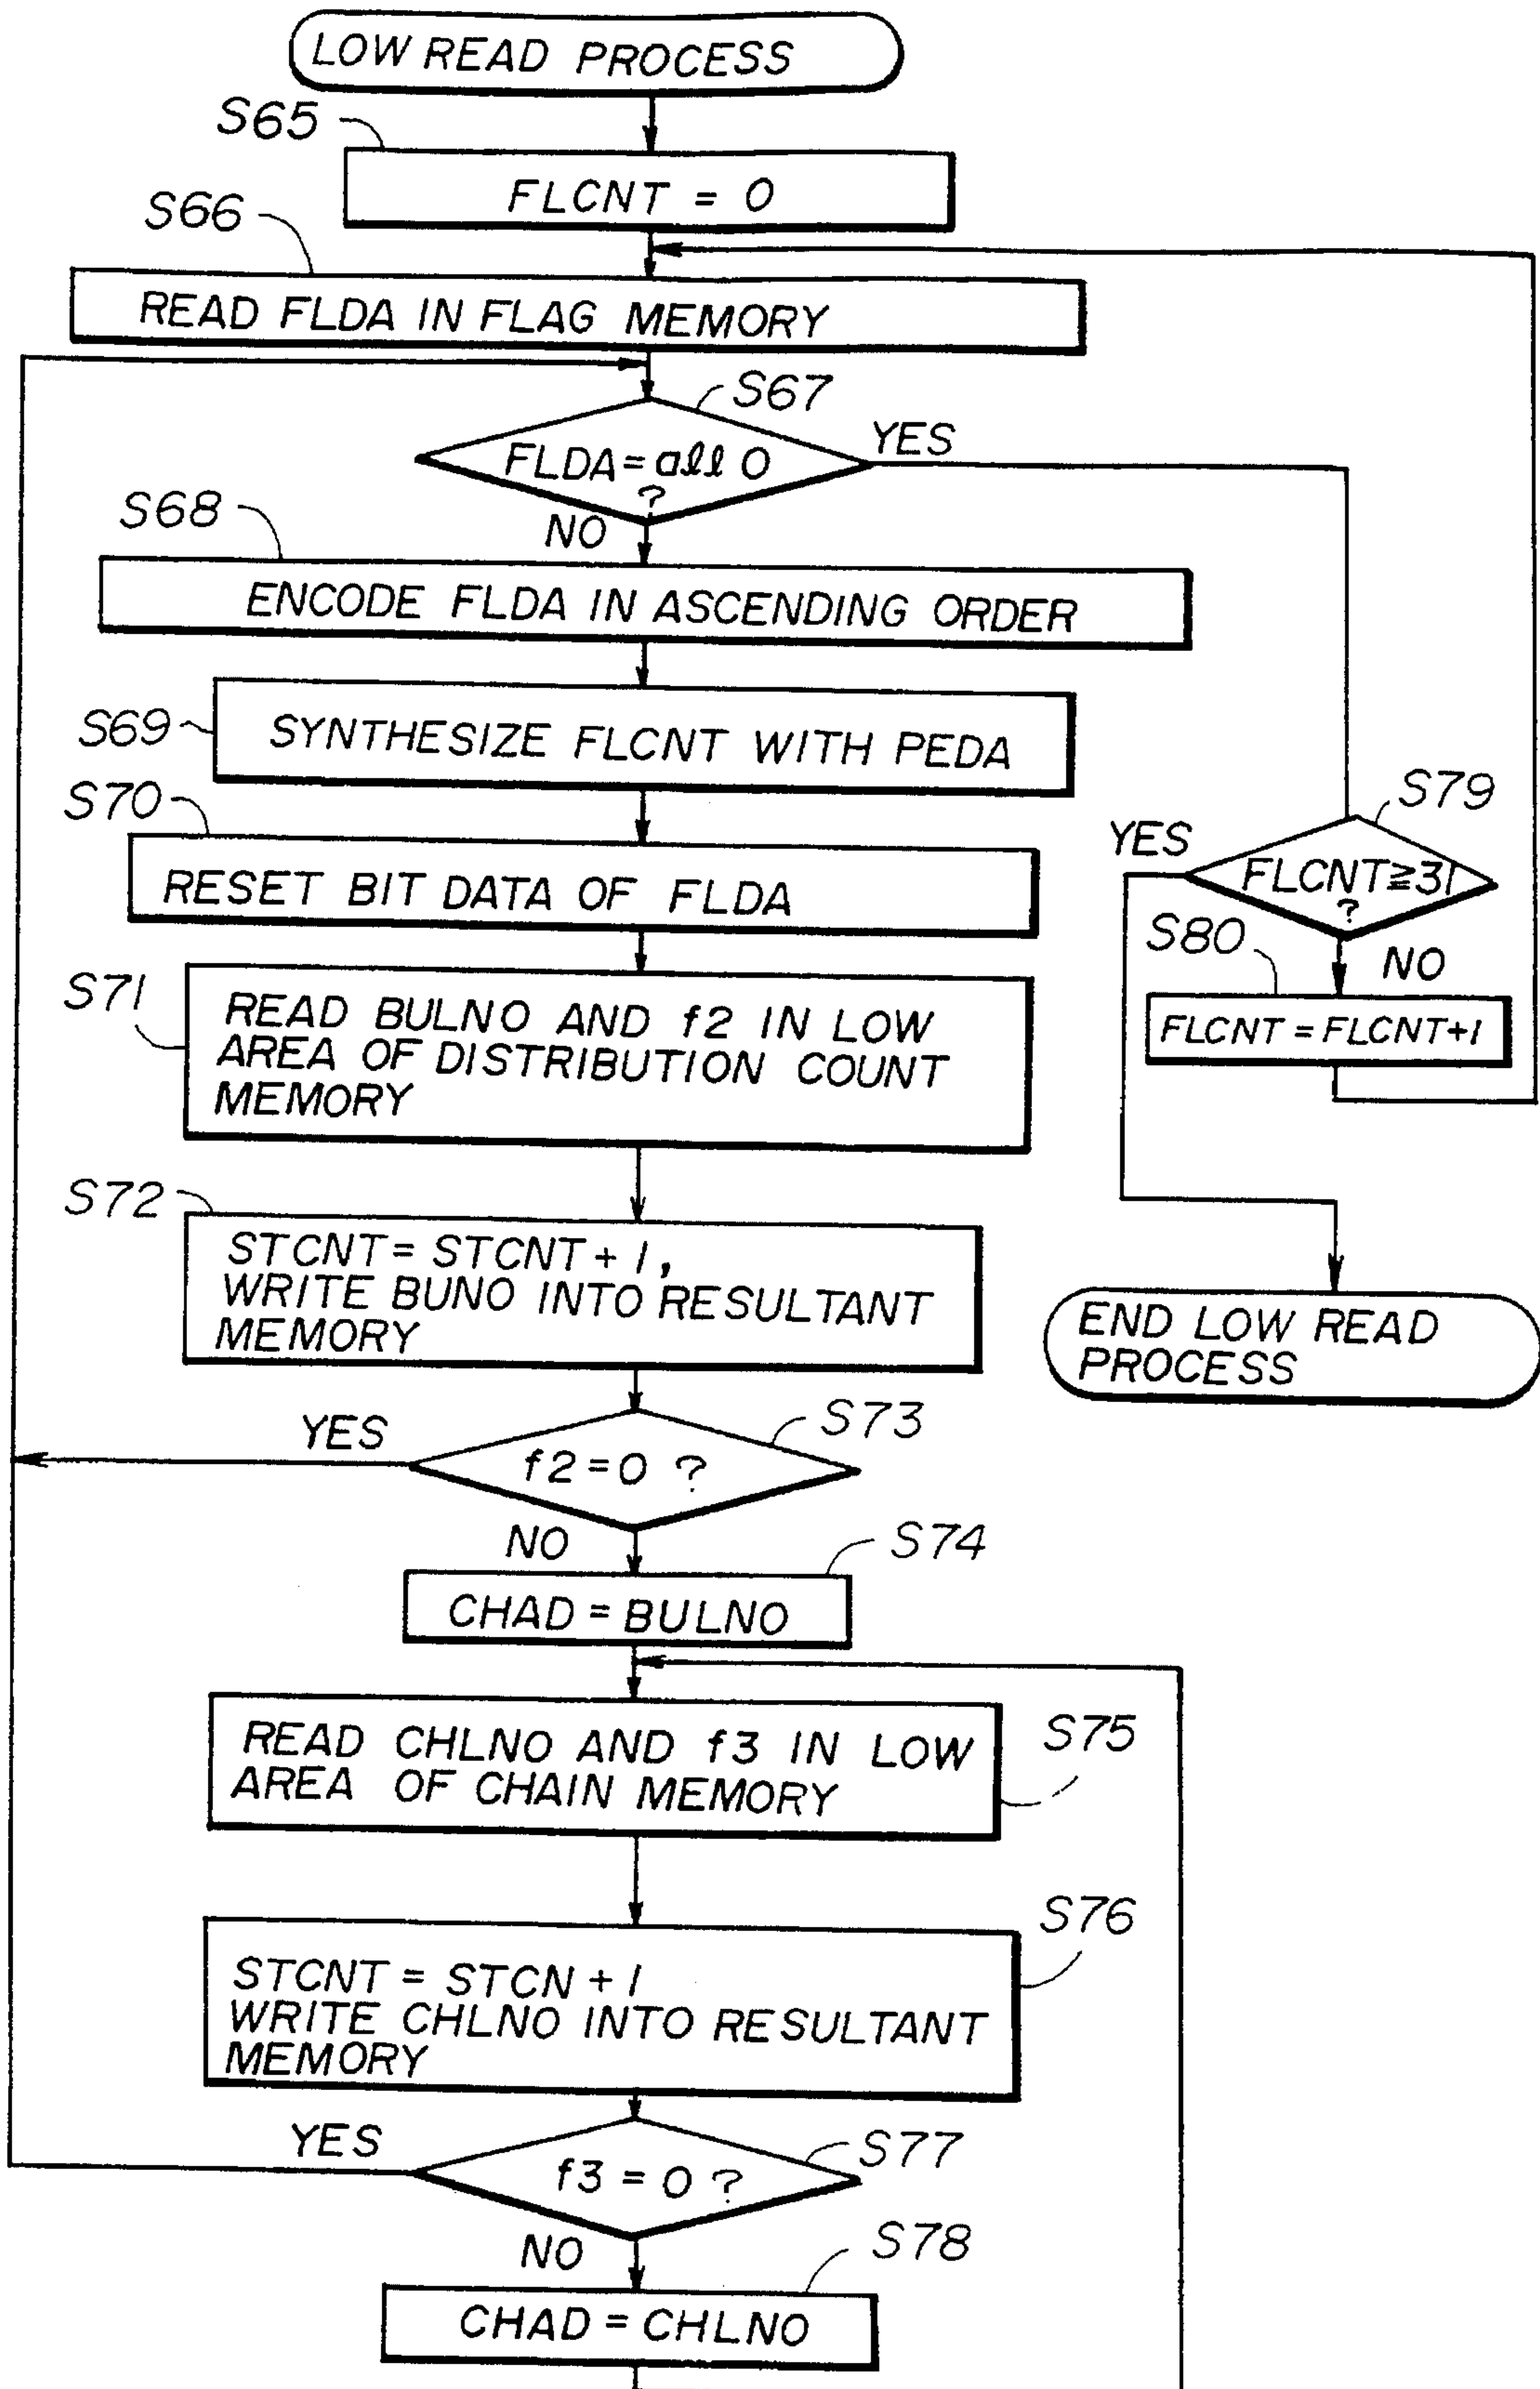 LOW READ PROCESS
S65
FLCNT = 0
S66
READ FLDA IN FLAG MEMORY
S67
FLDA = all 0
?
YES
NO
S68
ENCODE FLDA IN ASCENDING ORDER
S69
SYNTHESIZE FLCNT WITH PEDA
S70
RESET BIT DATA OF FLDA
S71
READ BULNO AND f2 IN LOW
AREA OF DISTRIBUTION COUNT
MEMORY
S72
STCNT = STCNT + 1,
WRITE BUNO INTO RESULTANT
MEMORY
S73
f2 = 0 ?
YES
NO
S74
CHAD = BULNO
S75
READ CHLNO AND f3 IN LOW
AREA OF CHAIN MEMORY
S76
STCNT = STCN + 1
WRITE CHLNO INTO RESULTANT
MEMORY
S77
f3 = 0 ?
YES
NO
S78
CHAD = CHLNO
S79
FLCNT ≧ 31
?
YES
NO
S80
FLCNT = FLCNT+1
END LOW READ
PROCESS